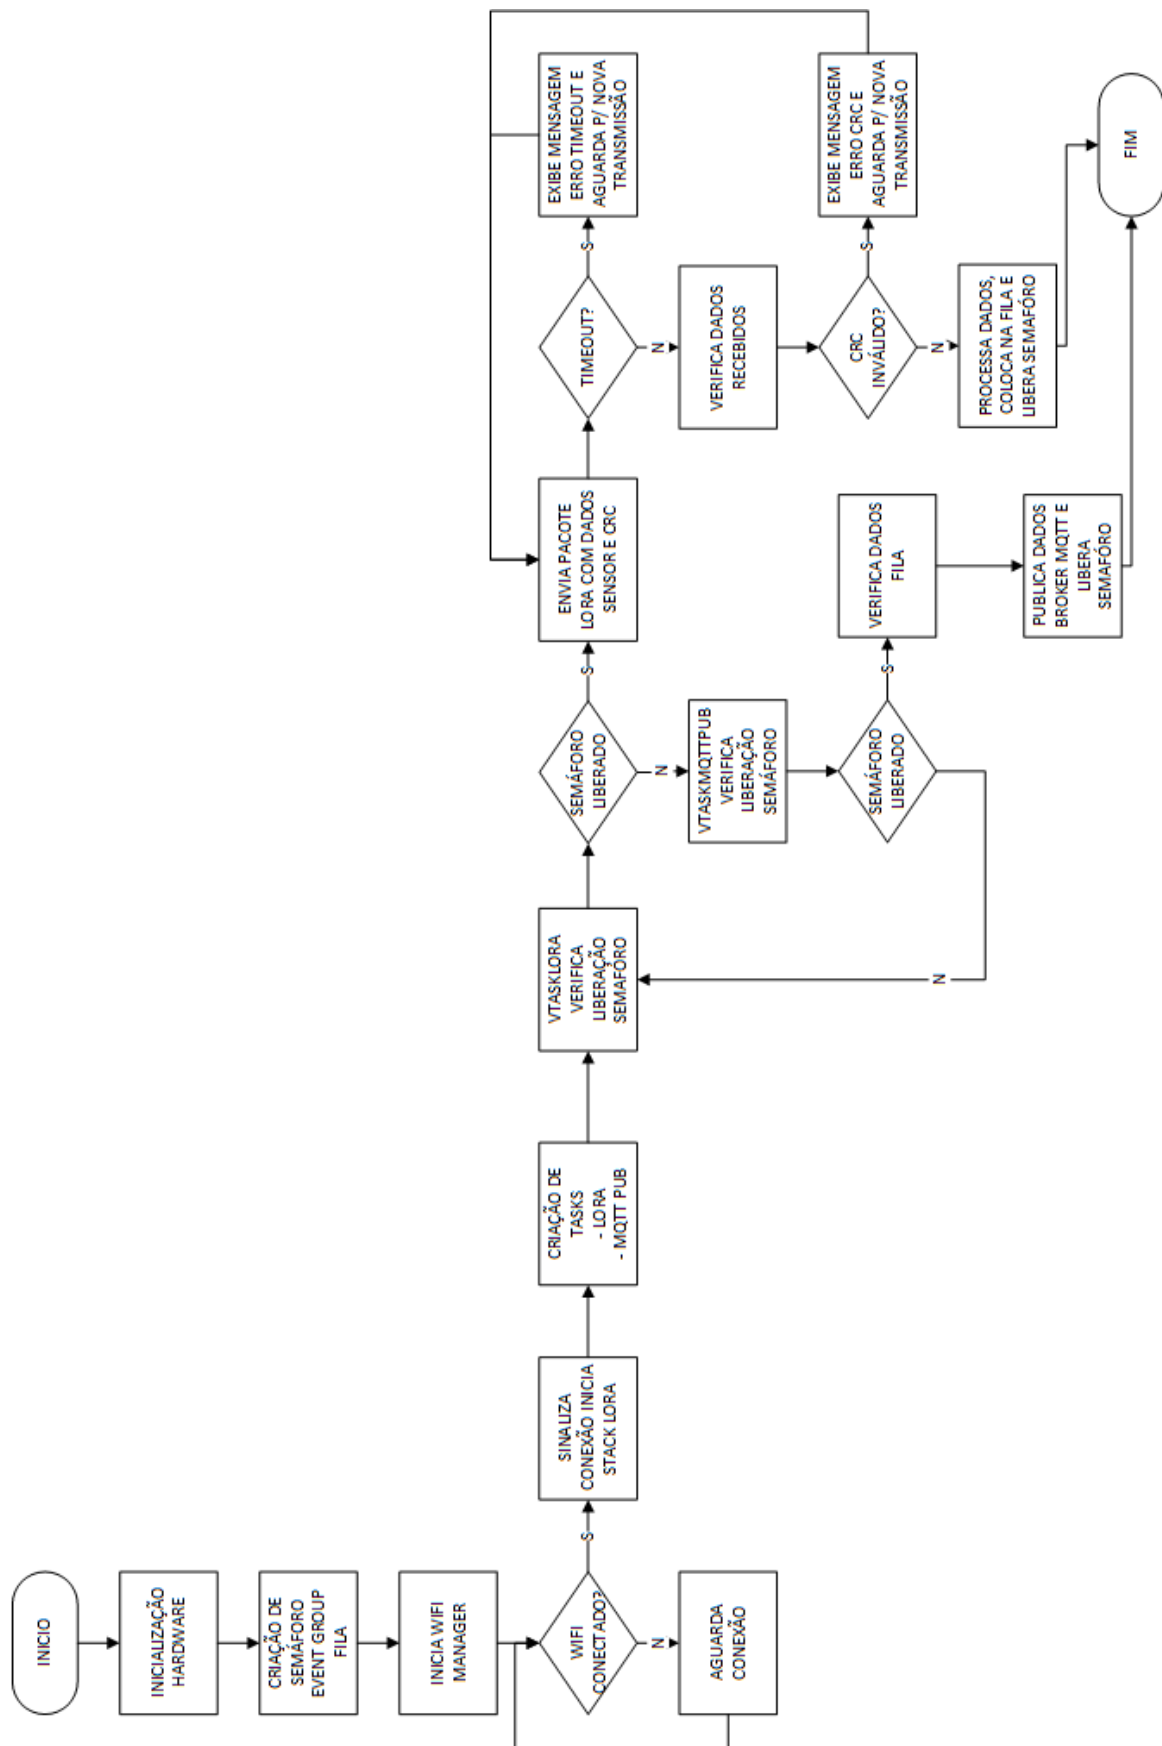 INICIO
INICIALIZAÇÃO
HARDWARE
CRIAÇÃO DE
SEMÁFORO
EVENT GROUP
FILA
INICIA WIFI
MANAGER
WIFI
CONECTADO?
N
AGUARDA
CONEXÃO
S
SINALIZA
CONEXÃO INICIA
STACK LORA
CRIAÇÃO DE
TASKS
- LORA
- MQTT PUB
VTASKLORA
VERIFICA
LIBERAÇÃO
SEMAFÓRO
SEMÁFORO
LIBERADO
N
VTASKMQTTPUB
VERIFICA
LIBERAÇÃO
SEMÁFORO
SEMÁFORO
LIBERADO
N
S
VERIFICA DADOS
FILA
PUBLICA DADOS
BROKER MQTT E
LIBERA
SEMAFÓRO
S
ENVIA PACOTE
LORA COM DADOS
SENSOR E CRC
TIMEOUT?
S
EXIBE MENSAGEM
ERRO TIMEOUT E
AGUARDA P/ NOVA
TRANSMISSÃO
N
VERIFICA DADOS
RECEBIDOS
CRC
INVÁLIDO?
S
EXIBE MENSAGEM
ERRO CRC E
AGUARDA P/ NOVA
TRANSMISSÃO
N
PROCESSA DADOS,
COLOCA NA FILA E
LIBERA SEMAFÓRO
FIM